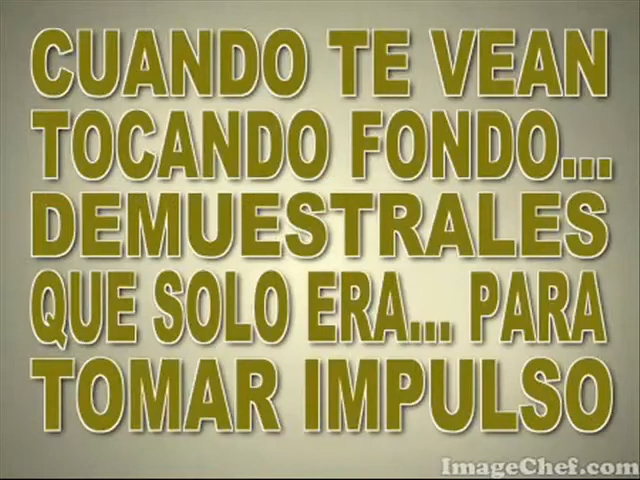 CUANDO TE VEAN
TOCANDO FONDO...
DEMUESTRALES
QUE SOLO ERA... PARA
TOMAR IMPULSO
ImageChef.com